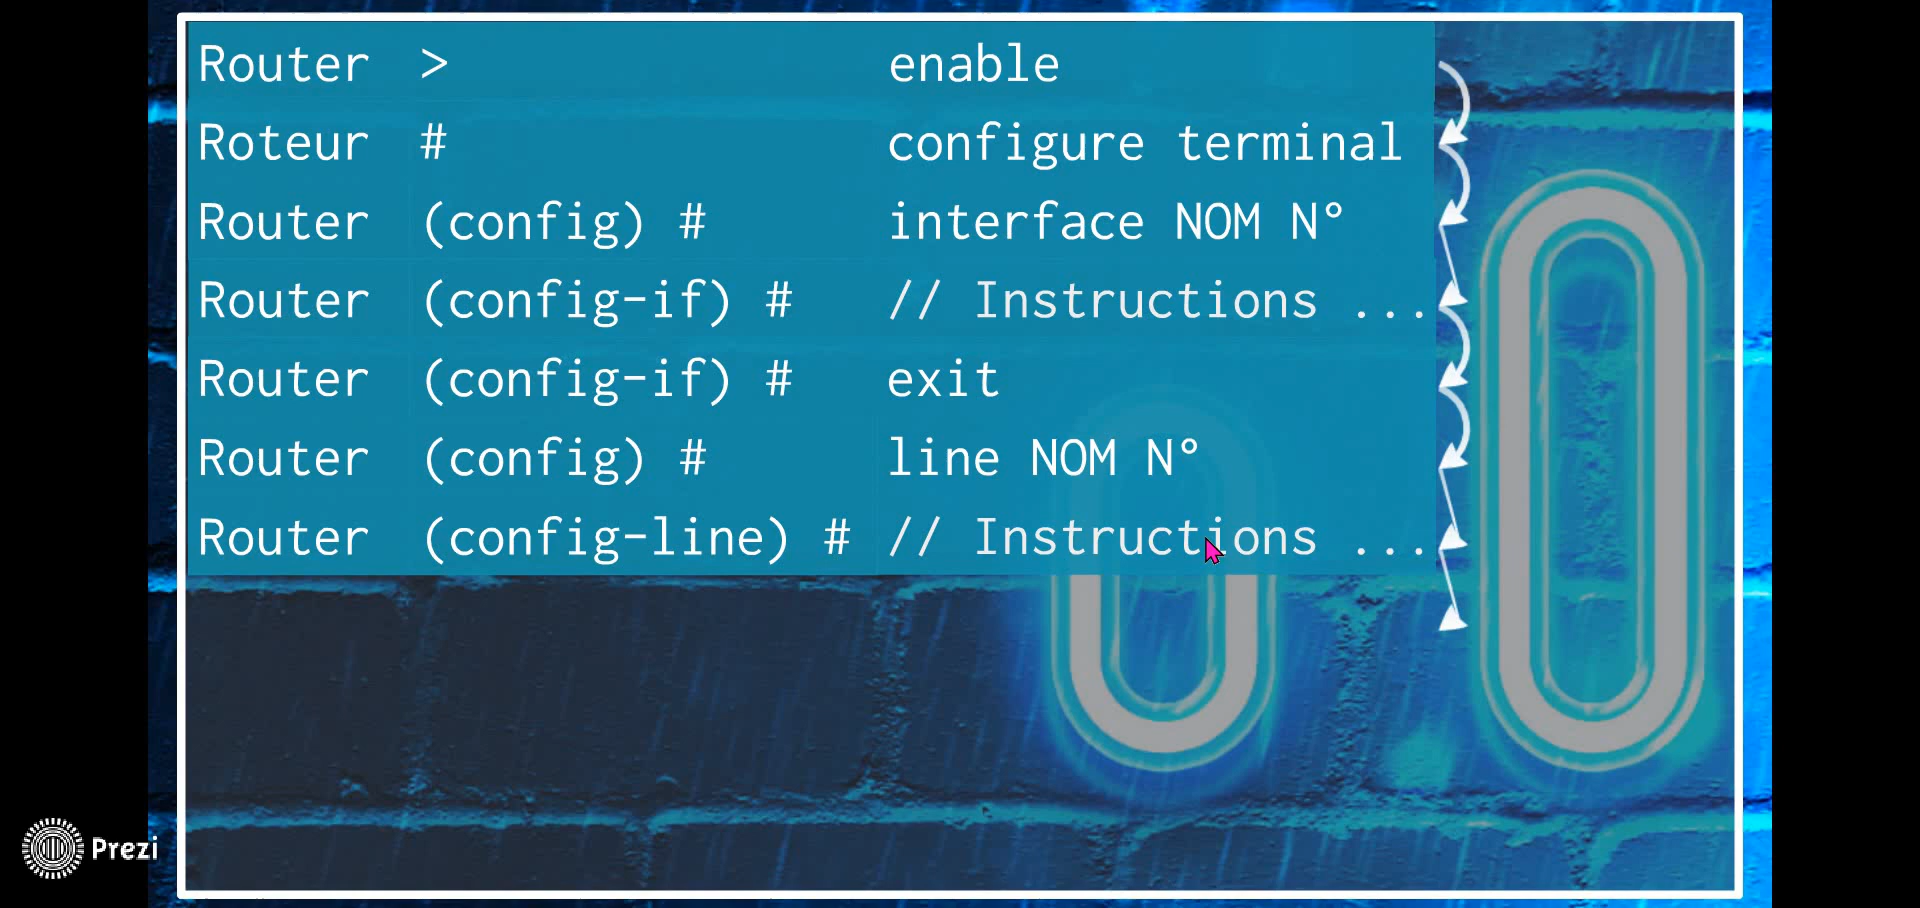 Router > enable
Roteur # configure terminal
Router (config) # interface NOM N°
Router (config-if) # // Instructions ...
Router (config-if) # exit
Router (config) # line NOM N°
Router (config-line) # // Instructions ...
Prezi